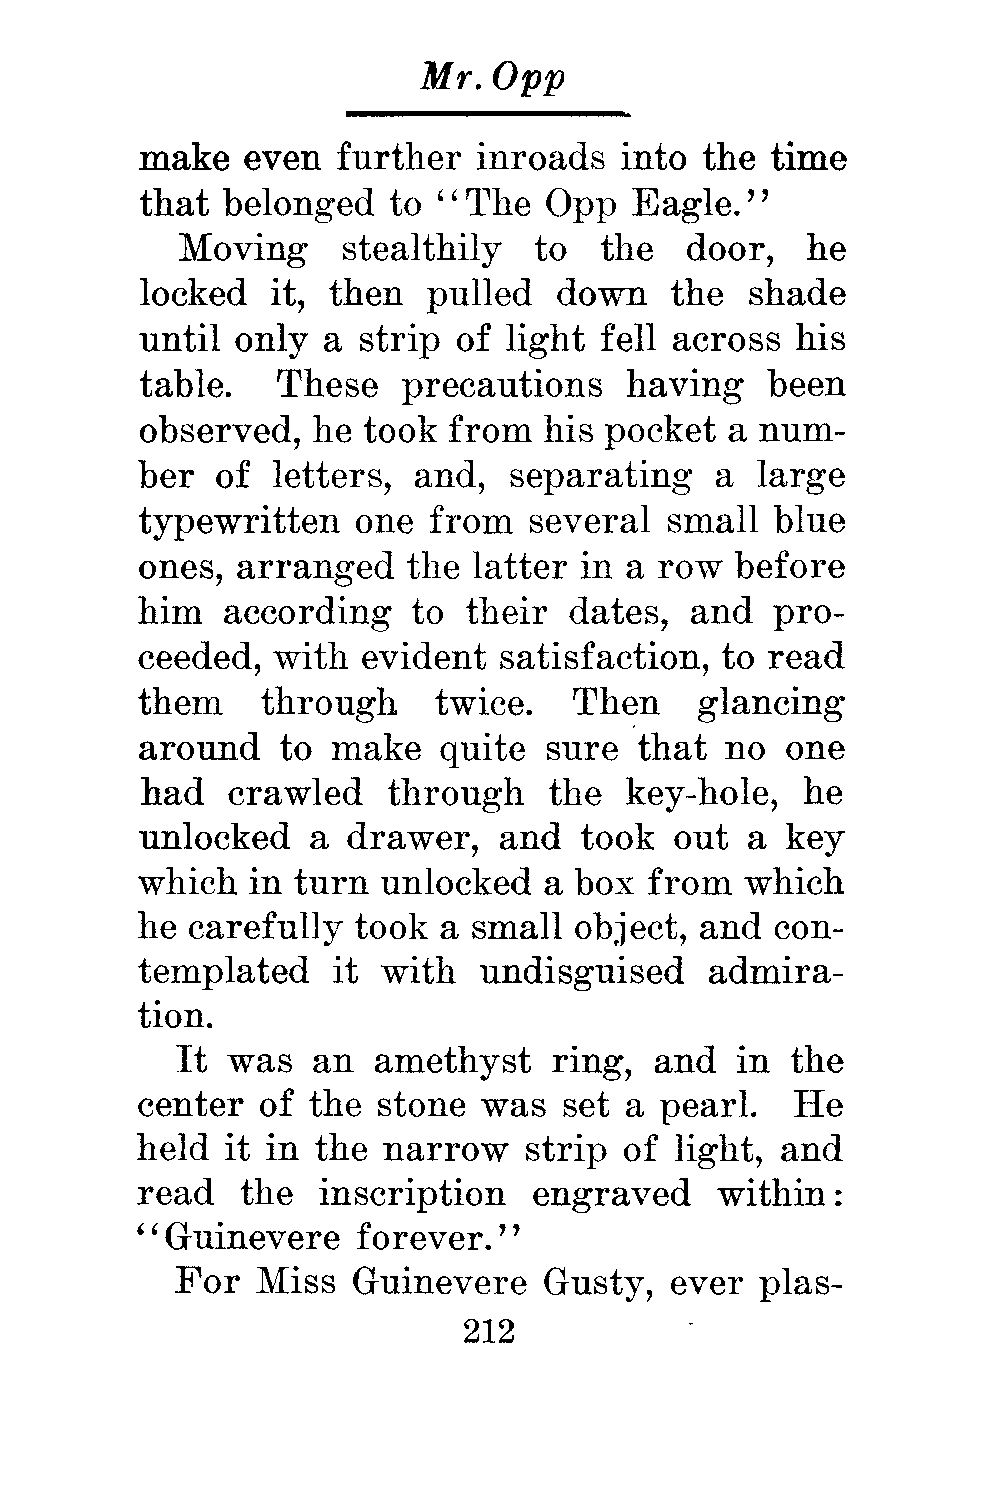 Mr. Opp
make even further inroads into the time
that belonged to "The Opp Eagle."
Moving stealthily to the door, he
locked it, then pulled down the shade
until only a strip of light fell across his
table. These precautions having been
observed, he took from his pocket a num-
ber of letters, and, separating a large
typewritten one from several small blue
ones, arranged the latter in a row before
him according to their dates, and pro-
ceeded, with evident satisfaction, to read
them through twice. Then glancing
around to make quite sure that no one
had crawled through the key-hole, he
unlocked a drawer, and took out a key
which in turn unlocked a box from which
he carefully took a small object, and con-
templated it with undisguised admira-
tion.
It was an amethyst ring, and in the
center of the stone was set a pearl. He
held it in the narrow strip of light, and
read the inscription engraved within:
"Guinevere forever."
For Miss Guinevere Gusty, ever plas-
212